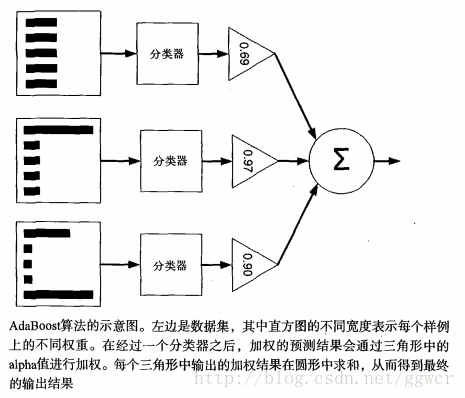 分类器
0.69
分类器
0.97
Σ
分类器
0.90
AdaBoost算法的示意图。左边是数据集，其中直方图的不同宽度表示每个样例
上的不同权重。在经过一个分类器之后，加权的预测结果会通过三角形中的
alpha值进行加权。每个三角形中输出的加权结果在圆形中求和，从而得到最终
的输出结果
http://blog.csdn.net/ggwcr